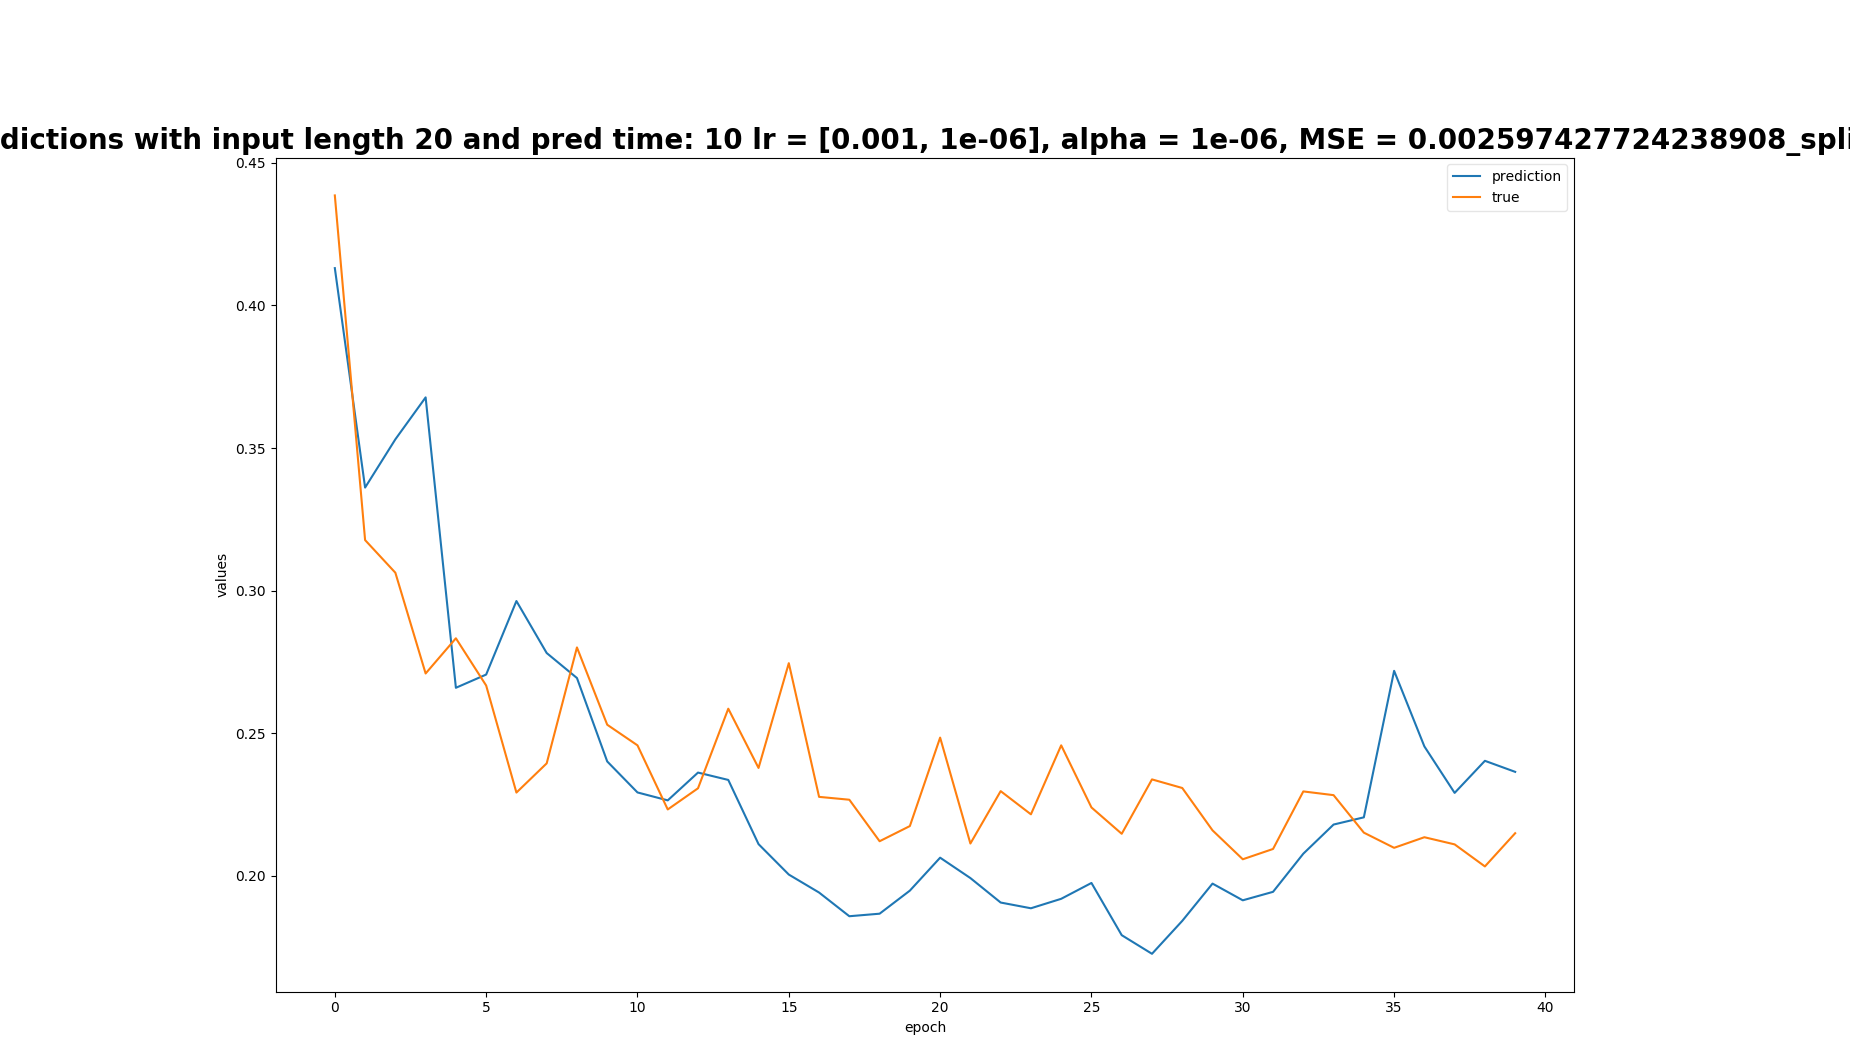 dictions with input length 20 and pred time: 10 lr = [0.001, 1e-06], alpha = 1e-06, MSE = 0.002597427724238908_spli
prediction
true
values
0.45
0.40
0.35
0.30
0.25
0.20
0 5 10 15 20 25 30 35 40
epoch